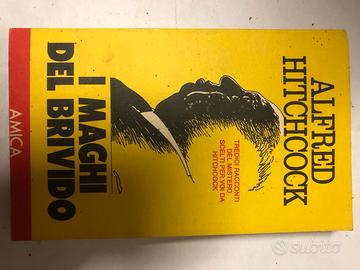 ALFRED
HITCHCOCK
TREDICI RACCONTI
DEL MISTERO
SCELTI PER VOI DA
HITCHCOCK
I MAGHI
DEL BRIVIDO
AMICA
subito